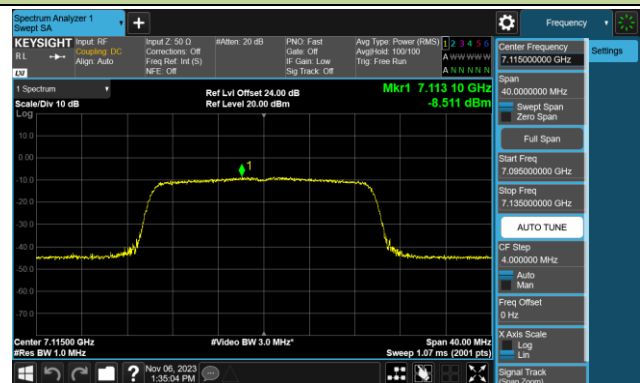 Spectrum Analyzer 1
Swept SA
Frequency
KEYSIGHT
Input: RF
Input Z: 50 Ω
#Atten: 20 dB
PNO: Fast
Avg Type: Power (RMS)
1 2 3 4 5 6
RL
Coupling: DC
Corrections: Off
Gate: Off
Avg|Hold: 100/100
A W W W W W
Align: Auto
Freq Ref: Int (S)
IF Gain: Low
Trig: Free Run
NFE: Off
Sig Track: Off
A N N N N N
LXI
1 Spectrum
Scale/Div 10 dB
Log
Ref Lvl Offset 24.00 dB
Ref Level 20.00 dBm
Mkr1 7.113 10 GHz
-8.511 dBm
10.0
0.00
1
-10.0
-20.0
-30.0
-40.0
-50.0
-60.0
-70.0
Center 7.11500 GHz
#Video BW 3.0 MHz*
Span 40.00 MHz
#Res BW 1.0 MHz
Sweep 1.07 ms (2001 pts)
Nov 06, 2023
1:35:04 PM
Center Frequency
7.115000000 GHz
Settings
Span
40.0000000 MHz
Swept Span
Zero Span
Full Span
Start Freq
7.095000000 GHz
Stop Freq
7.135000000 GHz
AUTO TUNE
CF Step
4.000000 MHz
Auto
Man
Freq Offset
0 Hz
X Axis Scale
Log
Lin
Signal Track
(Span Zoom)